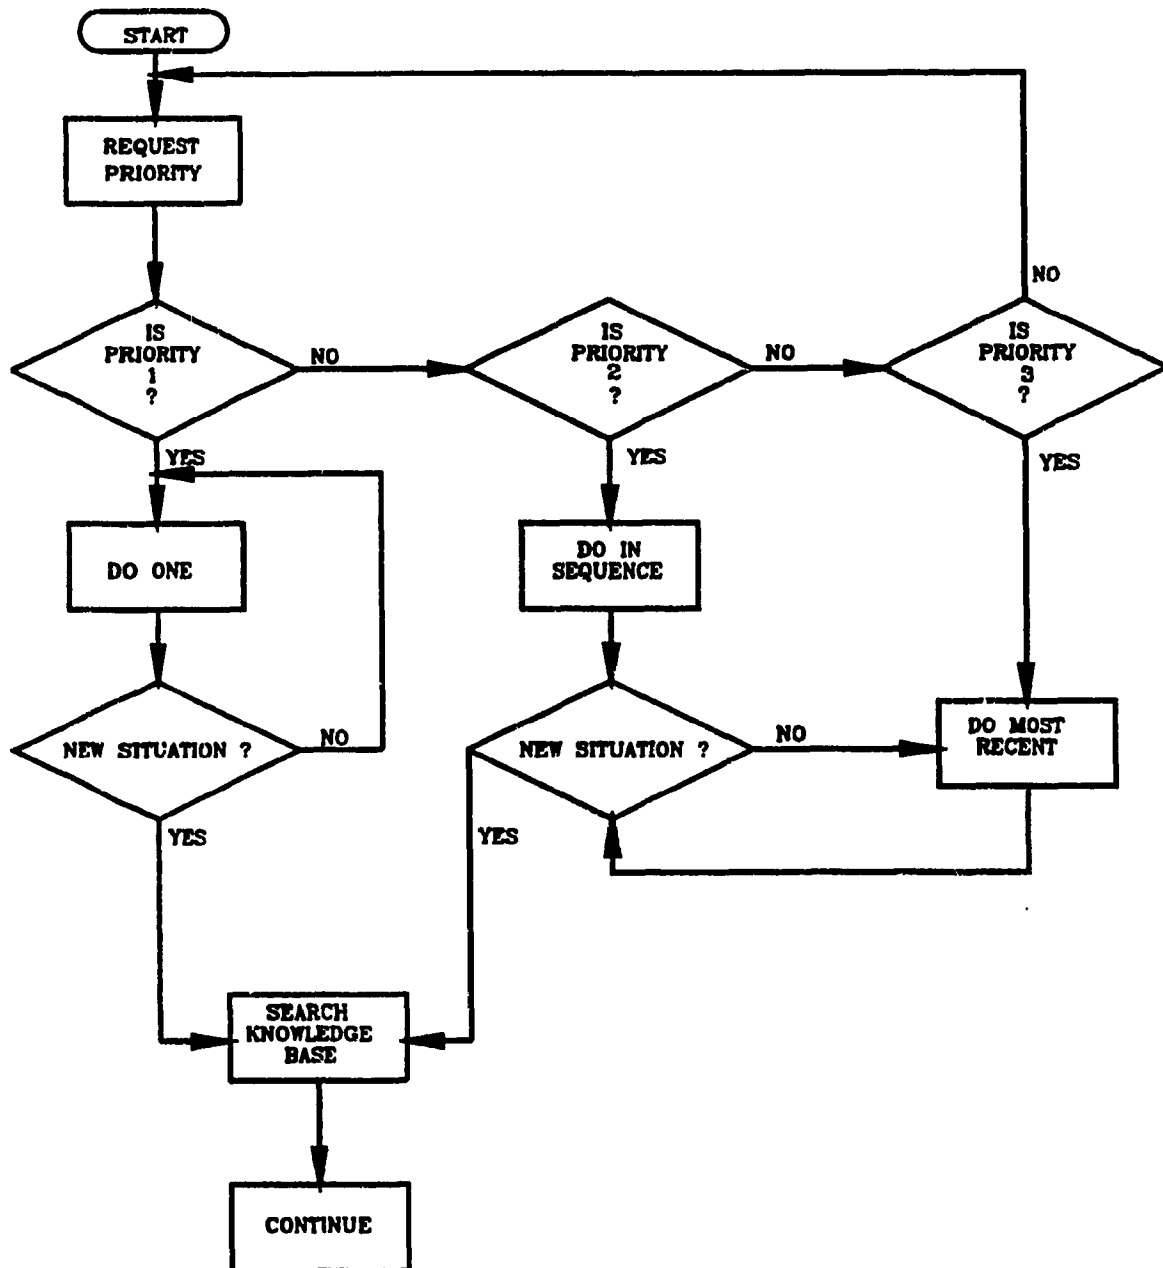 START
REQUEST
PRIORITY
NO
IS
PRIORITY
1
?
NO
IS
PRIORITY
2
?
NO
IS
PRIORITY
3
?
YES
YES
YES
DO ONE
DO IN
SEQUENCE
NEW SITUATION ?
NO
NEW SITUATION ?
NO
DO MOST
RECENT
YES
YES
SEARCH
KNOWLEDGE
BASE
CONTINUE